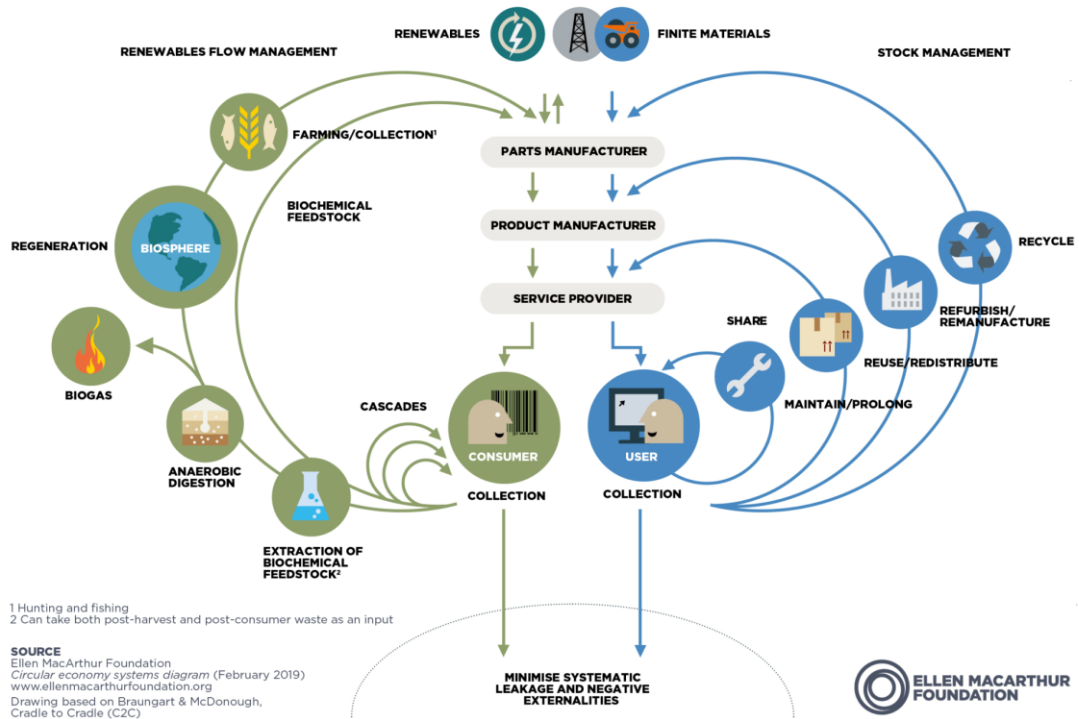 RENEWABLES
FINITE MATERIALS
RENEWABLES FLOW MANAGEMENT
STOCK MANAGEMENT
FARMING/COLLECTION¹
PARTS MANUFACTURER
BIOCHEMICAL
FEEDSTOCK
PRODUCT MANUFACTURER
REGENERATION
BIOSPHERE
RECYCLE
SERVICE PROVIDER
SHARE
REFURBISH/
REMANUFACTURE
REUSE/REDISTRIBUTE
BIOGAS
MAINTAIN/PROLONG
CASCADES
CONSUMER
USER
ANAEROBIC
DIGESTION
COLLECTION
COLLECTION
EXTRACTION OF
BIOCHEMICAL
FEEDSTOCK²
1 Hunting and fishing
2 Can take both post-harvest and post-consumer waste as an input
SOURCE
Ellen MacArthur Foundation
Circular economy systems diagram (February 2019)
www.ellenmacarthurfoundation.org
Drawing based on Braungart & McDonough,
Cradle to Cradle (C2C)
MINIMISE SYSTEMATIC
LEAKAGE AND NEGATIVE
EXTERNALITIES
ELLEN MACARTHUR
FOUNDATION